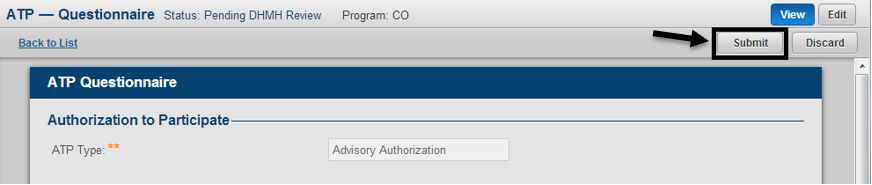 ATP — Questionnaire Status: Pending DHMH Review Program: CO View Edit
Back to List Submit Discard
ATP Questionnaire
Authorization to Participate
ATP Type: ** Advisory Authorization